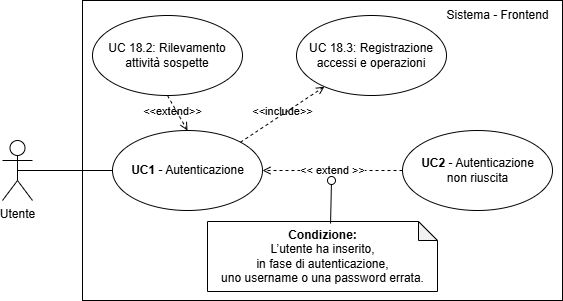 Sistema - Frontend
UC 18.2: Rilevamento
attività sospette
UC 18.3: Registrazione
accessi e operazioni
<<extend>>
<<include>>
UC1 - Autenticazione
<< extend >>
UC2 - Autenticazione
non riuscita
Utente
Condizione:
L'utente ha inserito,
in fase di autenticazione,
uno username o una password errata.